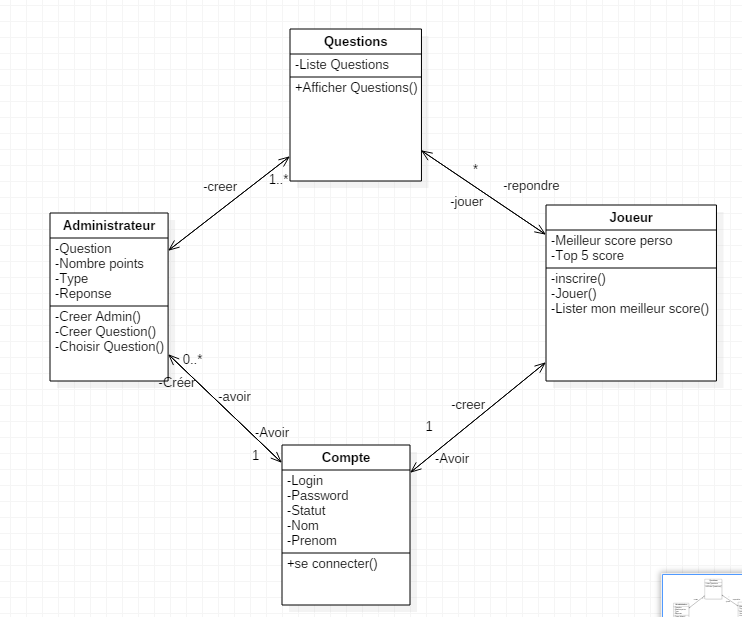 Questions
-Liste Questions
+Afficher Questions()
-creer
1..*
*
-repondre
-jouer
Administrateur
-Question
-Nombre points
-Type
-Reponse
-Creer Admin()
-Creer Question()
-Choisir Question()
Joueur
-Meilleur score perso
-Top 5 score
-inscrire()
-Jouer()
-Lister mon meilleur score()
0..*
-Créer
-avoir
-Avoir
1
-creer
1
-Avoir
Compte
-Login
-Password
-Statut
-Nom
-Prenom
+se connecter()